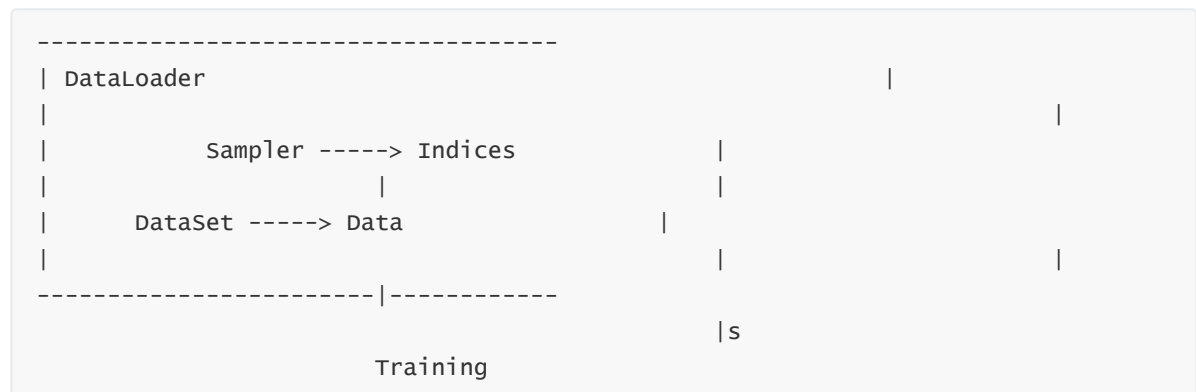 -------------------------------------
| DataLoader                                                |
|                                                                       |
|           Sampler -----> Indices              |
|                       |                       |
|      DataSet -----> Data                  |
|                                               |                       |
------------------------|------------
                                                |s
                        Training